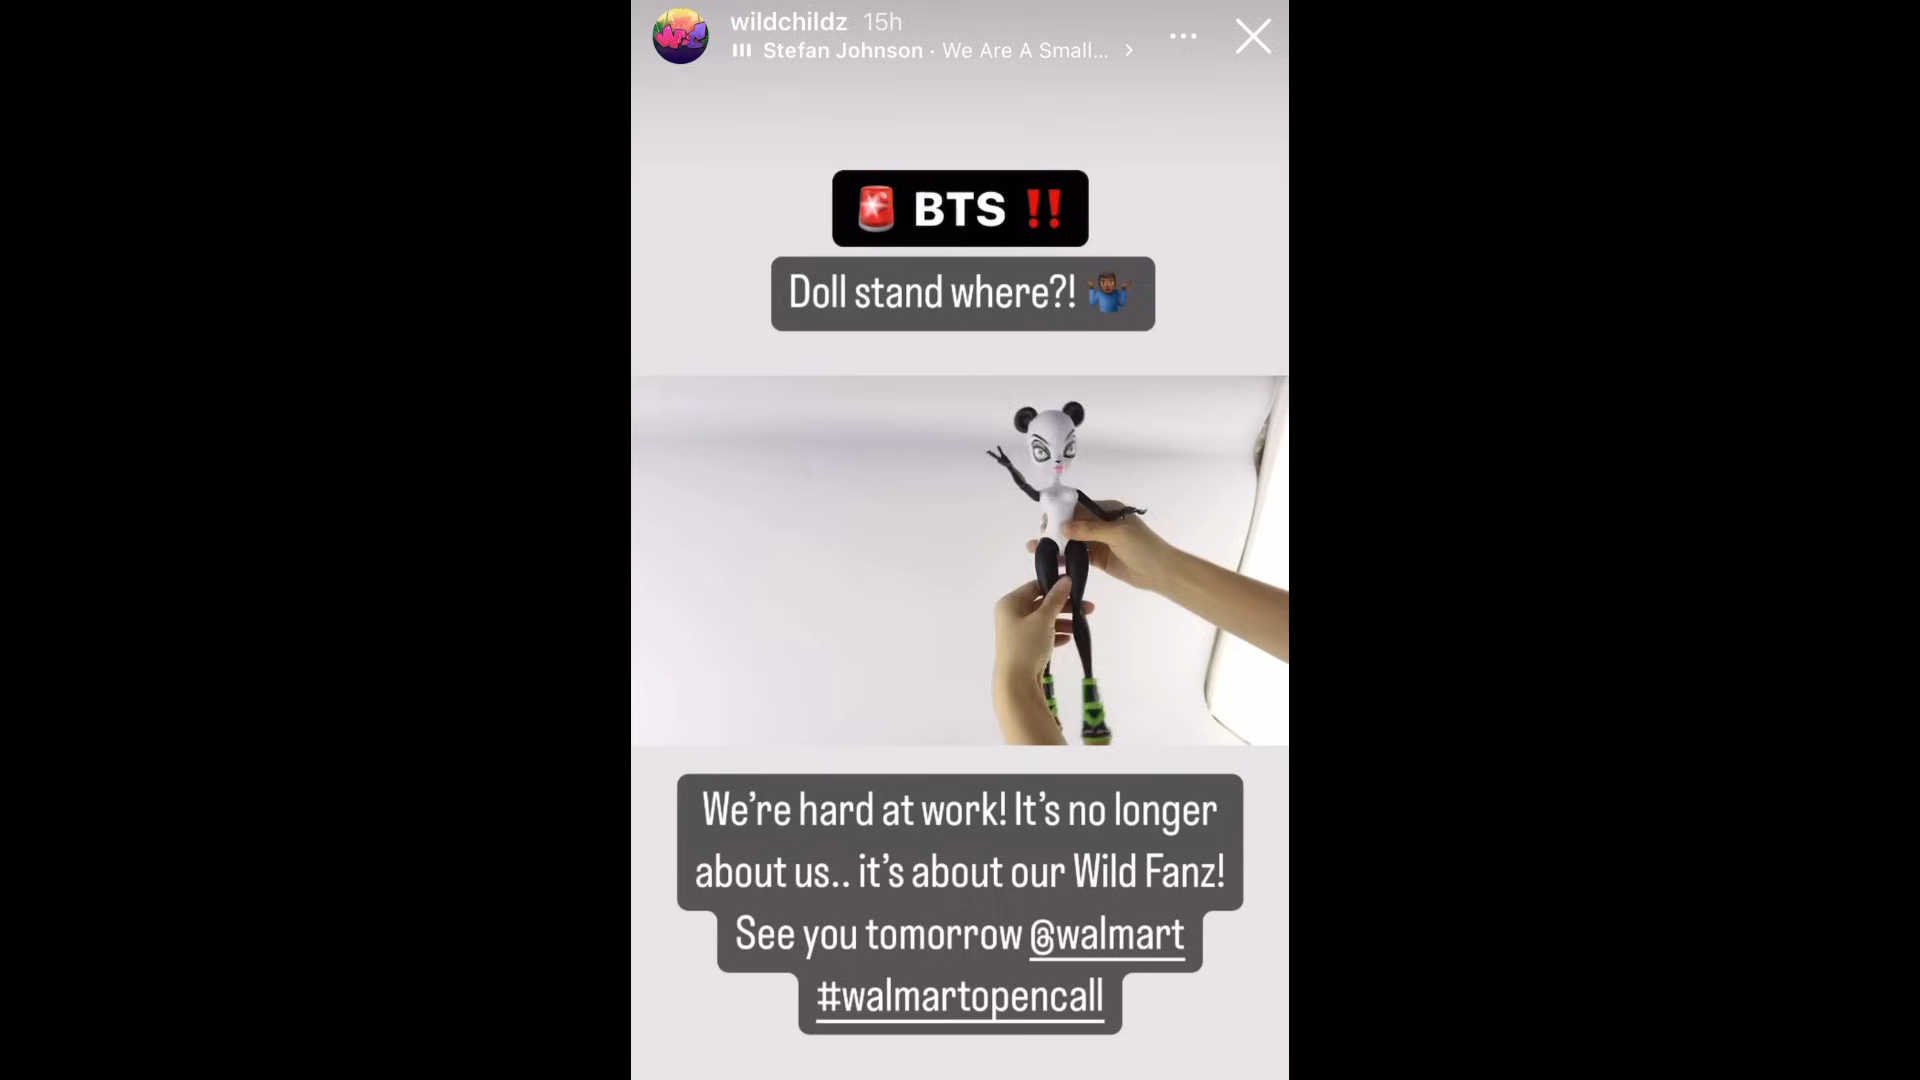 wildchildz 15h
Stefan Johnson · We Are A Small...
🚨 BTS ‼️
Doll stand where?! 🤷🏾‍♂️
We're hard at work! It's no longer
about us.. it's about our Wild Fanz!
See you tomorrow @walmart
#walmartopencall